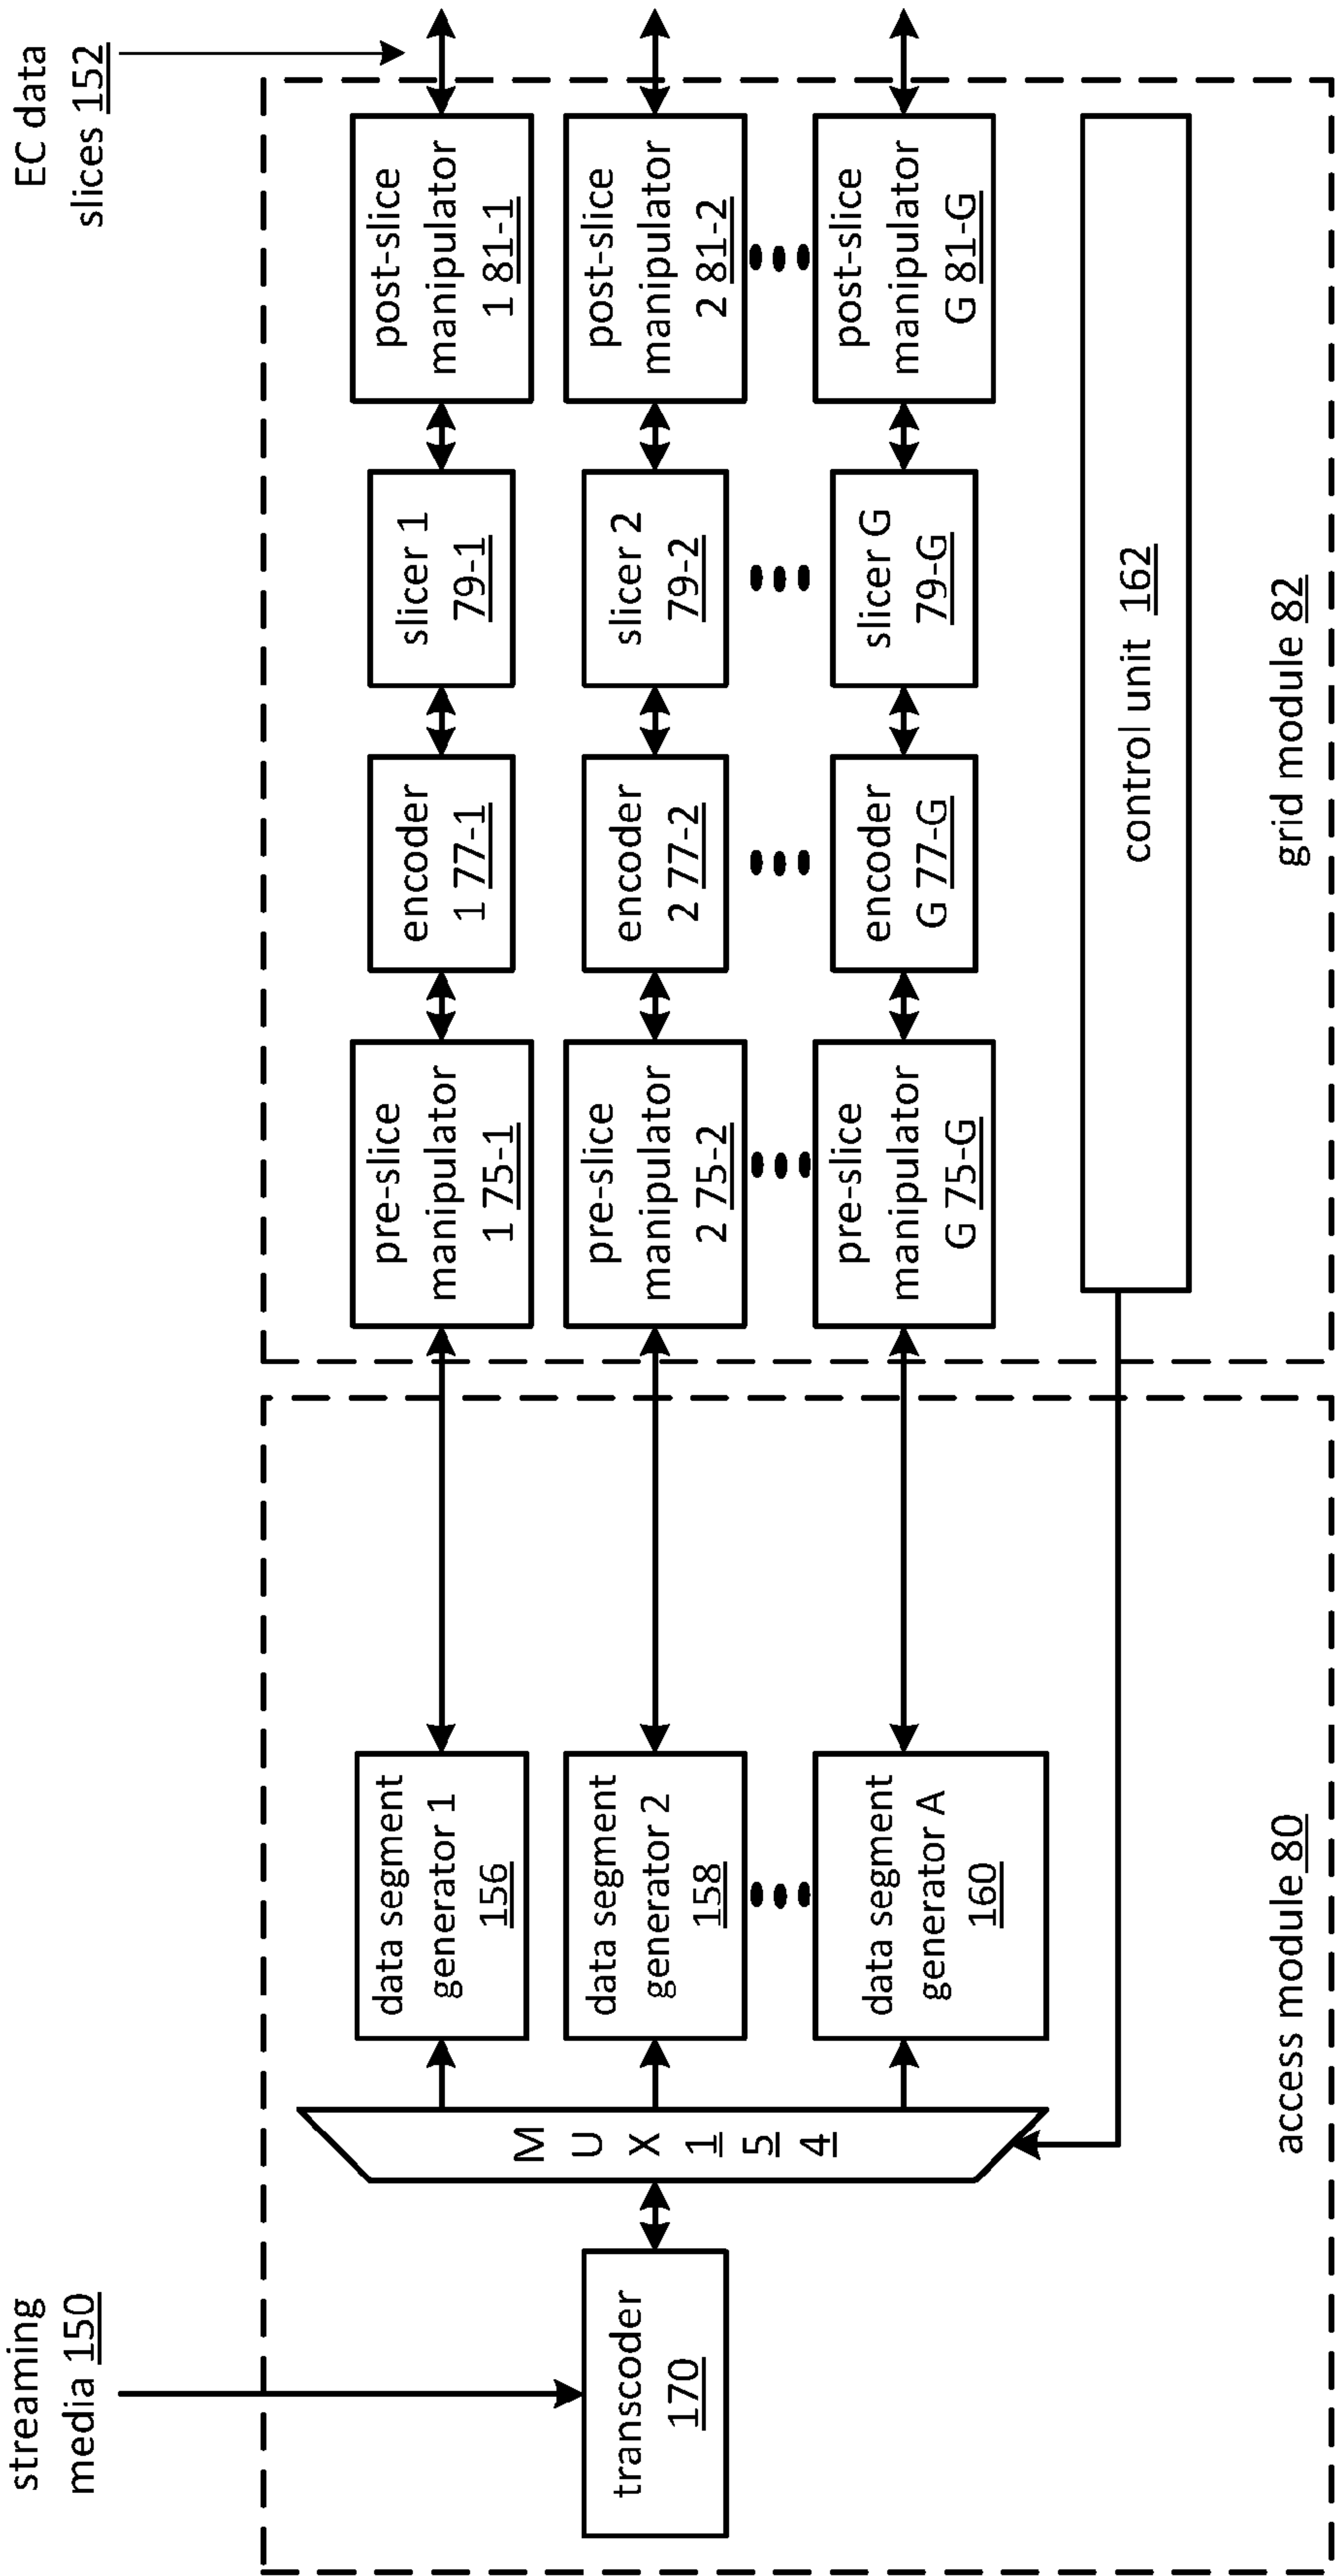 streaming
media 150
EC data
slices 152
transcoder
170
M
U
X
1
5
4
data segment
generator 1
156
data segment
generator 2
158
data segment
generator A
160
pre-slice
manipulator
1 75-1
pre-slice
manipulator
2 75-2
pre-slice
manipulator
G 75-G
encoder
1 77-1
encoder
2 77-2
encoder
G 77-G
slicer 1
79-1
slicer 2
79-2
slicer G
79-G
post-slice
manipulator
1 81-1
post-slice
manipulator
2 81-2
post-slice
manipulator
G 81-G
control unit 162
access module 80
grid module 82